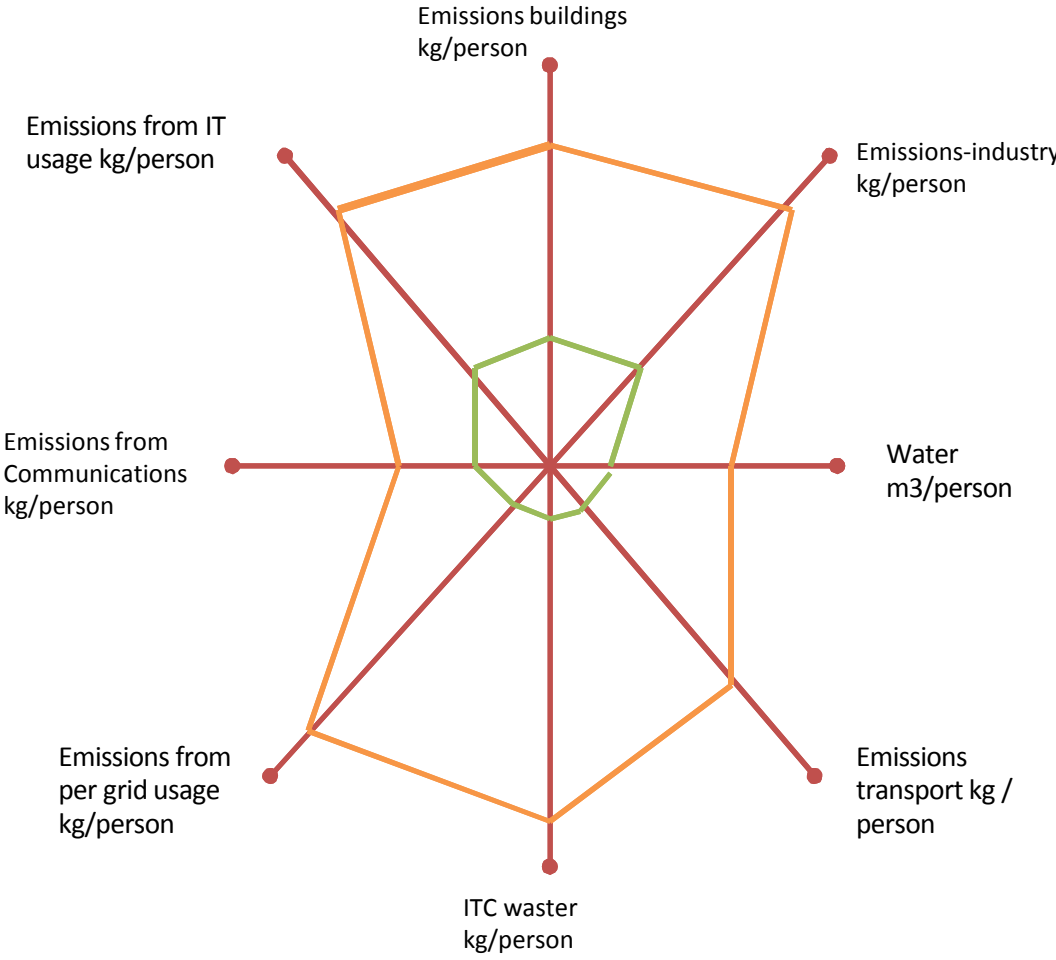 Emissions buildings
kg/person
Emissions from IT
usage kg/person
Emissions-industry
kg/person
Emissions from
Communications
kg/person
Water
m3/person
Emissions from
per grid usage
kg/person
Emissions
transport kg /
person
ITC waster
kg/person